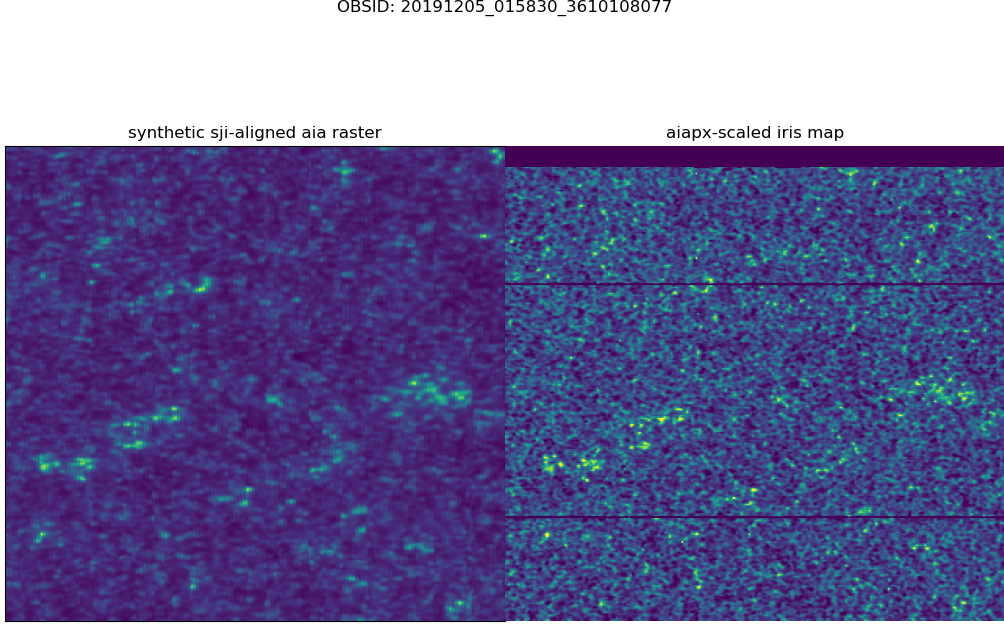 OBSID: 20191205_015830_3610108077
synthetic sji-aligned aia raster
aiapx-scaled iris map